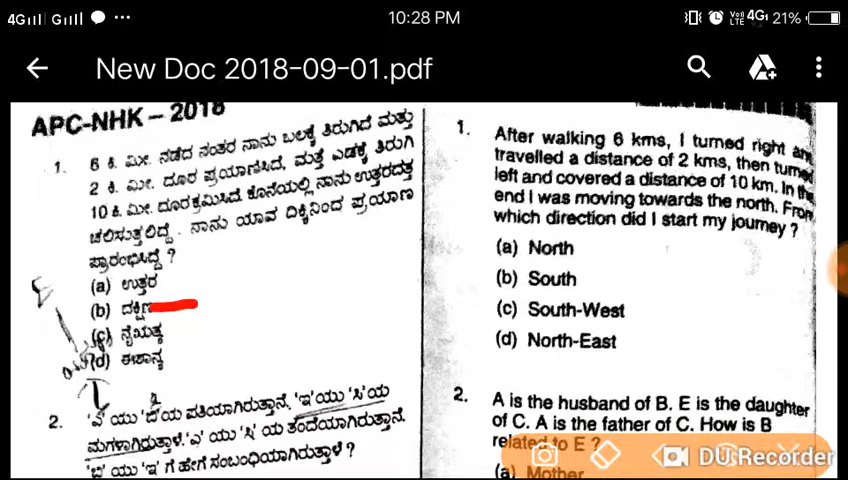 4G G ... 10:28 PM VoLTE 4G 21%
New Doc 2018-09-01.pdf
APC-NHK – 2018
1. 6 ಕಿ. ಮೀ. ನಡೆದ ನಂತರ ನಾನು ಬಲಕ್ಕೆ ತಿರುಗಿದೆ ಮತ್ತು
2 ಕಿ. ಮೀ. ದೂರ ಪ್ರಯಾಣಿಸಿದೆ, ಮತ್ತೆ ಎಡಕ್ಕೆ ತಿರುಗಿ
10 ಕಿ. ಮೀ. ದೂರಕ್ರಮಿಸಿದೆ. ಕೊನೆಯಲ್ಲಿ ನಾನು ಉತ್ತರದತ್ತ
ಚಲಿಸುತ್ತಲಿದ್ದೆ. ನಾನು ಯಾವ ದಿಕ್ಕಿನಿಂದ ಪ್ರಯಾಣ
ಪ್ರಾರಂಭಿಸಿದ್ದೆ ?
(a) ಉತ್ತರ
(b) ದಕ್ಷಿಣ
(c) ನೈಋತ್ಯ
(d) ಈಶಾನ್ಯ
2. 'ಎ' ಯು 'ಬಿ'ಯ ಪತಿಯಾಗಿರುತ್ತಾನೆ. 'ಇ'ಯು 'ಸಿ'ಯ
ಮಗಳಾಗಿರುತ್ತಾಳೆ. 'ಎ' ಯು 'ಸಿ' ಯ ತಂದೆಯಾಗಿರುತ್ತಾನೆ.
'ಬಿ' ಯು 'ಇ' ಗೆ ಹೇಗೆ ಸಂಬಂಧಿಯಾಗಿರುತ್ತಾಳೆ ?
1. After walking 6 kms, I turned right an
travelled a distance of 2 kms, then turned
left and covered a distance of 10 km. In the
end I was moving towards the north. From
which direction did I start my journey ?
(a) North
(b) South
(c) South-West
(d) North-East
2. A is the husband of B. E is the daughter
of C. A is the father of C. How is B
related to E ?
(a) Mother
DU Recorder